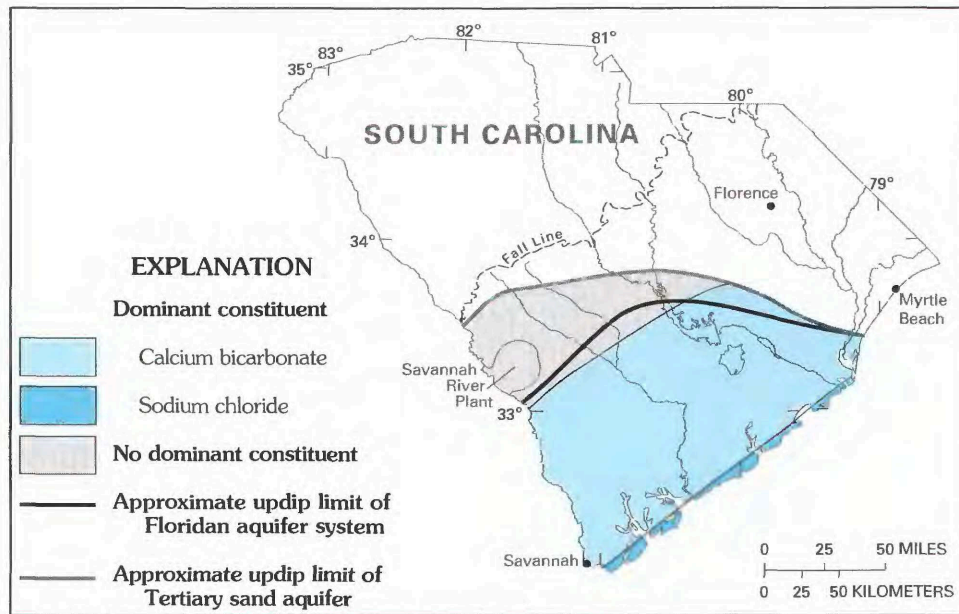 82°
81°
83°
35°
80°
SOUTH CAROLINA
Florence
79°
34°
Fall Line
EXPLANATION
Dominant constituent
Myrtle
Beach
Calcium bicarbonate
Savannah
River
Plant
Sodium chloride
33°
No dominant constituent
Approximate updip limit of
Floridan aquifer system
Savannah
0 25 50 MILES
Approximate updip limit of
Tertiary sand aquifer
0 25 50 KILOMETERS